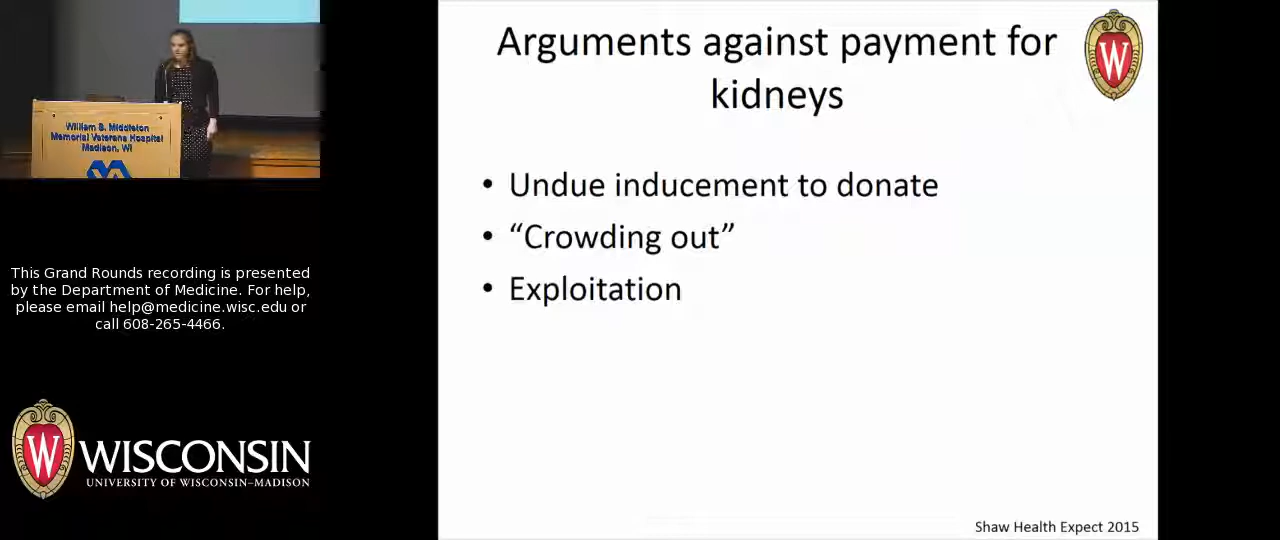 William S. Middleton
Memorial Veterans Hospital
Madison, WI
This Grand Rounds recording is presented
by the Department of Medicine. For help,
please email help@medicine.wisc.edu or
call 608-265-4466.
W
WISCONSIN
UNIVERSITY OF WISCONSIN–MADISON
Arguments against payment for
kidneys
W
• Undue inducement to donate
• “Crowding out”
• Exploitation
Shaw Health Expect 2015